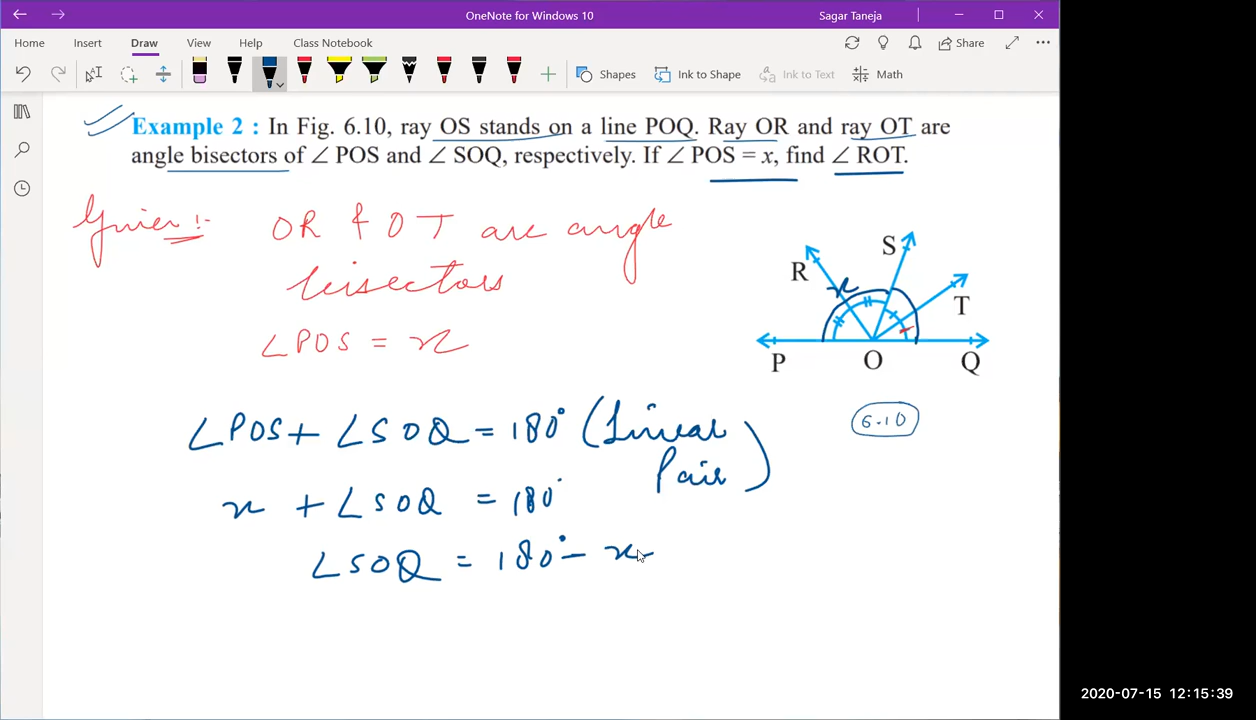 OneNote for Windows 10
Sagar Taneja
Home Insert Draw View Help Class Notebook Share
Shapes Ink to Shape Ink to Text Math
Example 2 : In Fig. 6.10, ray OS stands on a line POQ. Ray OR and ray OT are
angle bisectors of ∠ POS and ∠ SOQ, respectively. If ∠ POS = x, find ∠ ROT.
Given :-
OR & OT are angle
bisectors
∠POS = x
S
R
x
T
P O Q
6.10
∠POS + ∠SOQ = 180° (Linear
Pair)
x + ∠SOQ = 180°
∠SOQ = 180° - x
2020-07-15 12:15:39